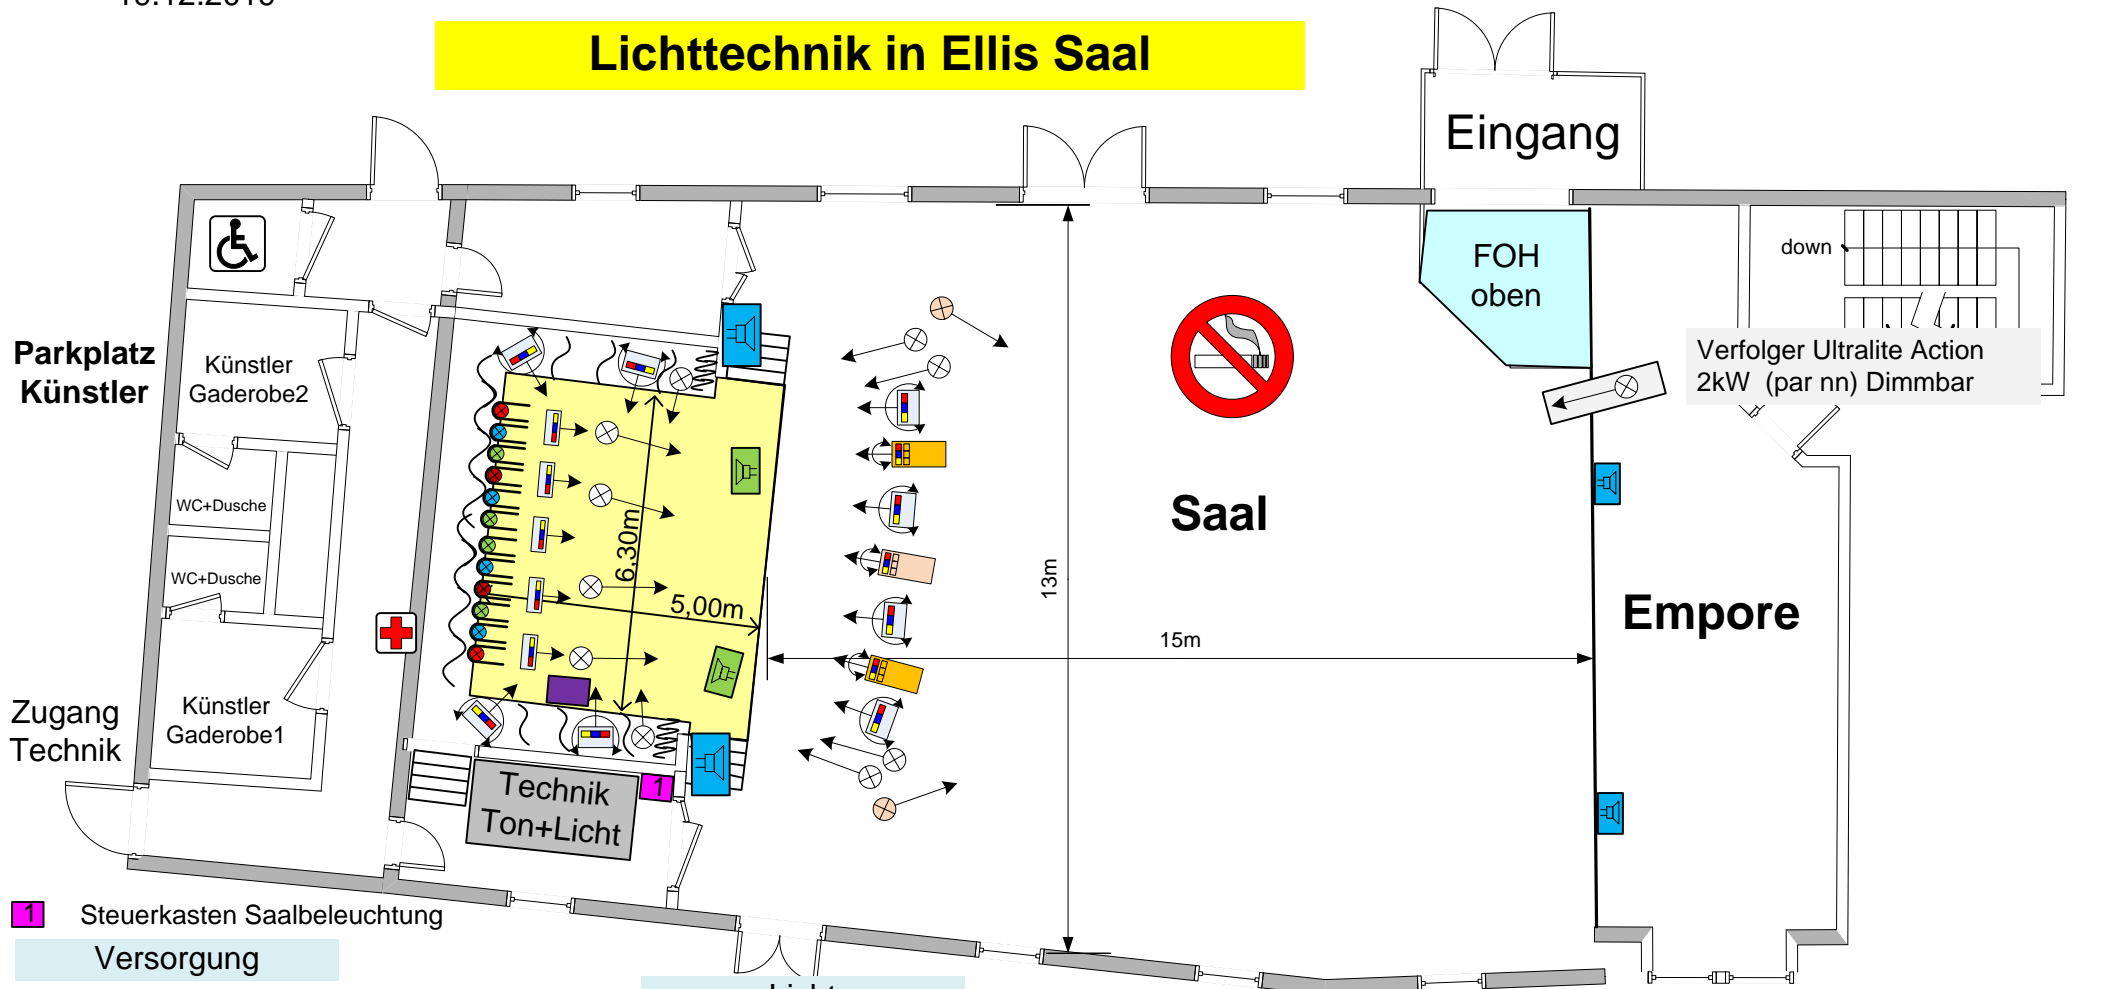 Lichttechnik in Ellis Saal
Eingang
FOH
oben
down
Verfolger Ultralite Action
2kW (par nn) Dimmbar
Parkplatz
Künstler
Künstler
Gaderobe2
WC+Dusche
WC+Dusche
6,30m
5,00m
Saal
13m
15m
Empore
Künstler
Gaderobe1
Zugang
Technik
Technik
Ton+Licht
1
1 Steuerkasten Saalbeleuchtung
Versorgung